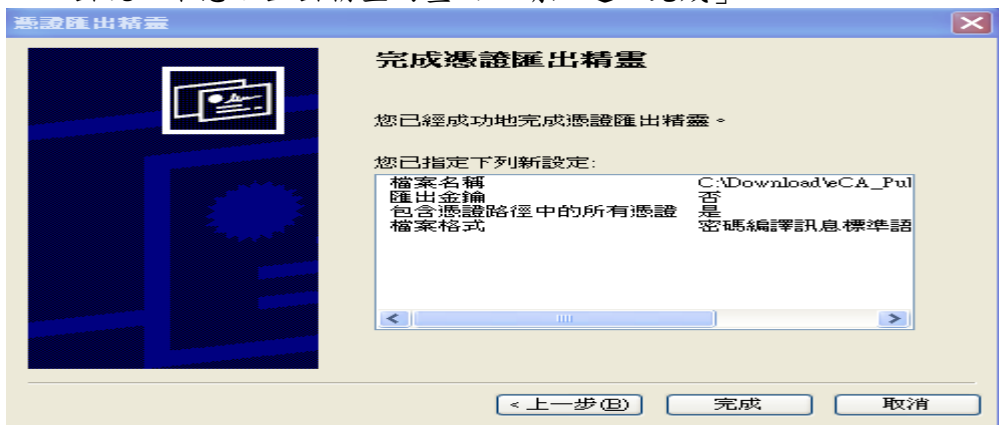 完成」
憑證匯出精靈
完成憑證匯出精靈
您已經成功地完成憑證匯出精靈。
您已指定下列新設定:
檔案名稱 C:\Download\eCA_Pul
匯出金鑰 否
包含憑證路徑中的所有憑證 是
檔案格式 密碼編譯訊息標準語
<上一步(B) 完成 取消